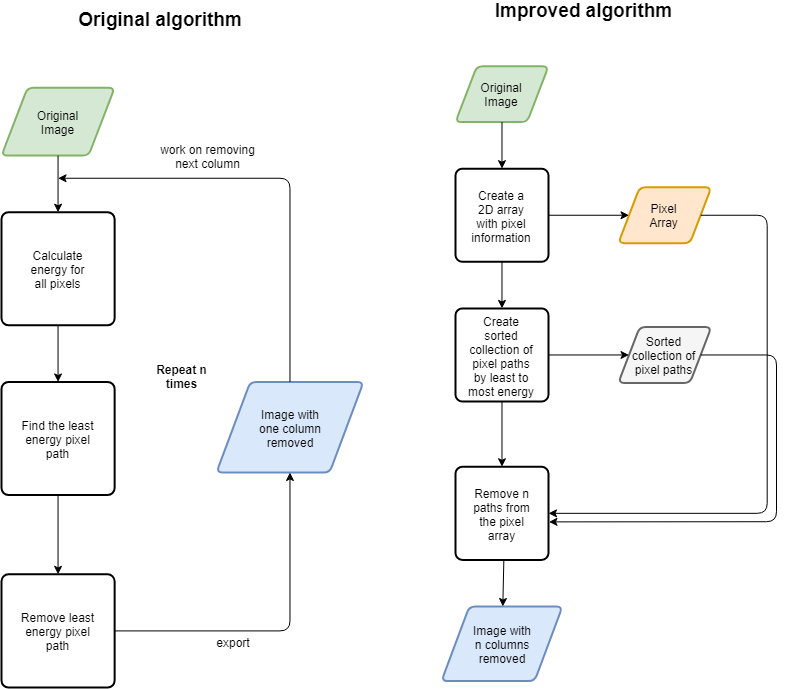 Original algorithm
Original
Image
work on removing
next column
Calculate
energy for
all pixels
Repeat n
times
Find the least
energy pixel
path
Image with
one column
removed
Remove least
energy pixel
path
export
Improved algorithm
Original
Image
Create a
2D array
with pixel
information
Pixel
Array
Create
sorted
collection of
pixel paths
by least to
most energy
Sorted
collection of
pixel paths
Remove n
paths from
the pixel
array
Image with
n columns
removed